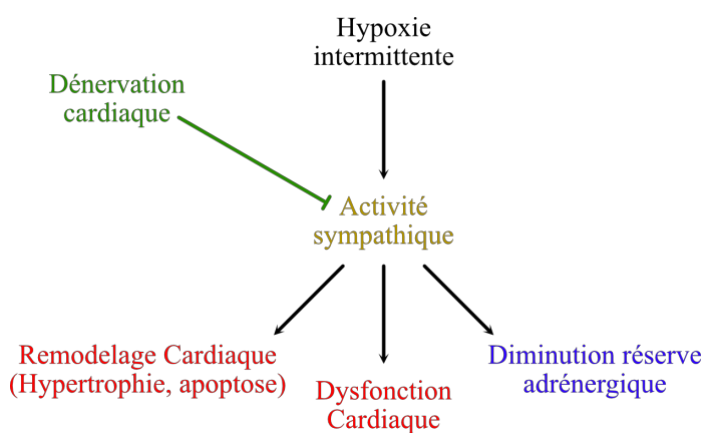 Hypoxie
intermittente
Dénervation
cardiaque
Activité
sympathique
Remodelage Cardiaque
(Hypertrophie, apoptose)
Dysfonction
Cardiaque
Diminution réserve
adrénergique